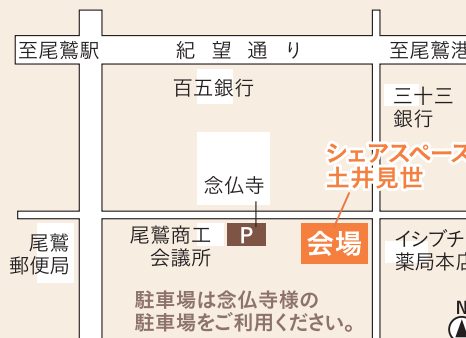 至尾鷲駅
紀望通り
至尾鷲港
百五銀行
三十三
銀行
シェアスペース
土井見世
念仏寺
尾鷲商工
会議所
P
会場
尾鷲
郵便局
イシブチ
薬局本店
駐車場は念仏寺様の
駐車場をご利用ください。
N